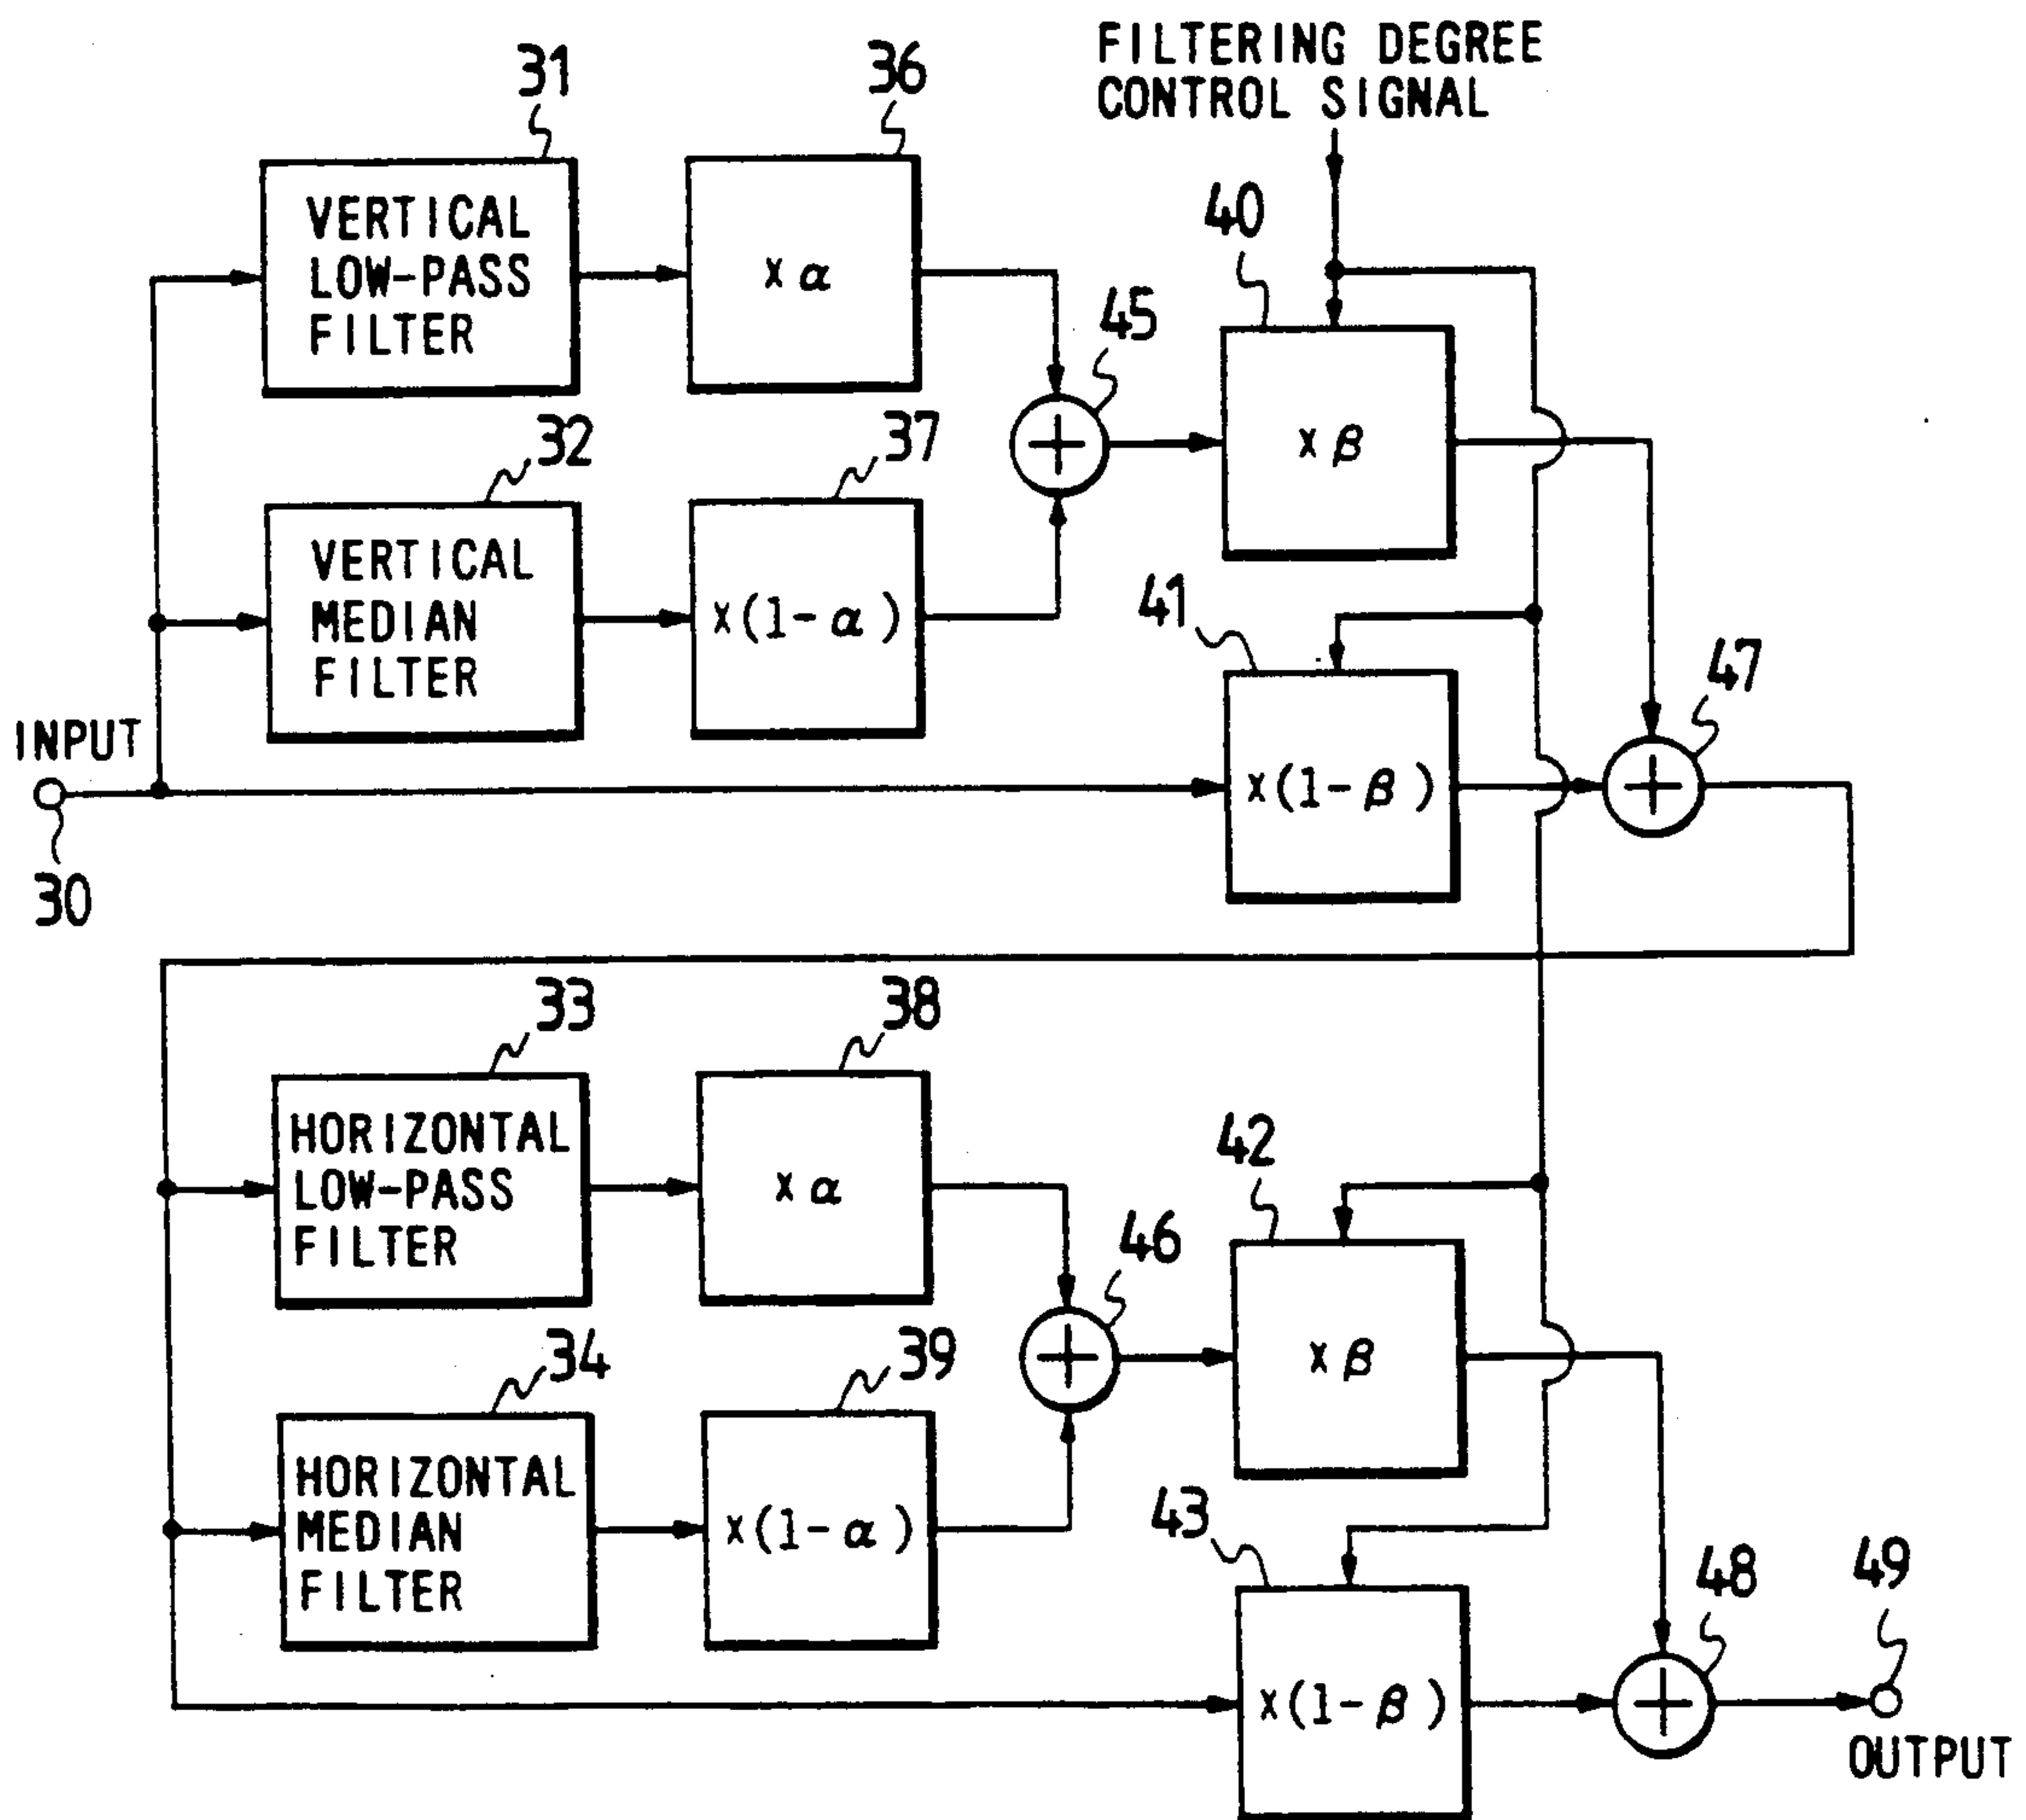 FILTERING DEGREE
CONTROL SIGNAL
31
36
VERTICAL
LOW-PASS
FILTER
x α
40
45
x β
32
37
VERTICAL
MEDIAN
FILTER
x(1-α)
41
47
INPUT
x(1-β)
30
33
38
HORIZONTAL
LOW-PASS
FILTER
x α
42
46
x β
34
39
HORIZONTAL
MEDIAN
FILTER
x(1-α)
43
48
49
x(1-β)
OUTPUT